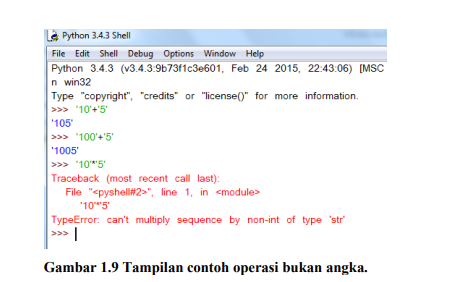 Python 3.4.3 Shell
File Edit Shell Debug Options Window Help
Python 3.4.3 (v3.4.3:9b73f1c3e601, Feb 24 2015, 22:43:06) [MSC
n win32
Type "copyright", "credits" or "license()" for more information.
>>> '10'+'5'
'105'
>>> '100'+'5'
'1005'
>>> '10'*'5'
Traceback (most recent call last):
File "<pyshell#2>", line 1, in <module>
'10'*'5'
TypeError: can't multiply sequence by non-int of type 'str'
>>>
Gambar 1.9 Tampilan contoh operasi bukan angka.